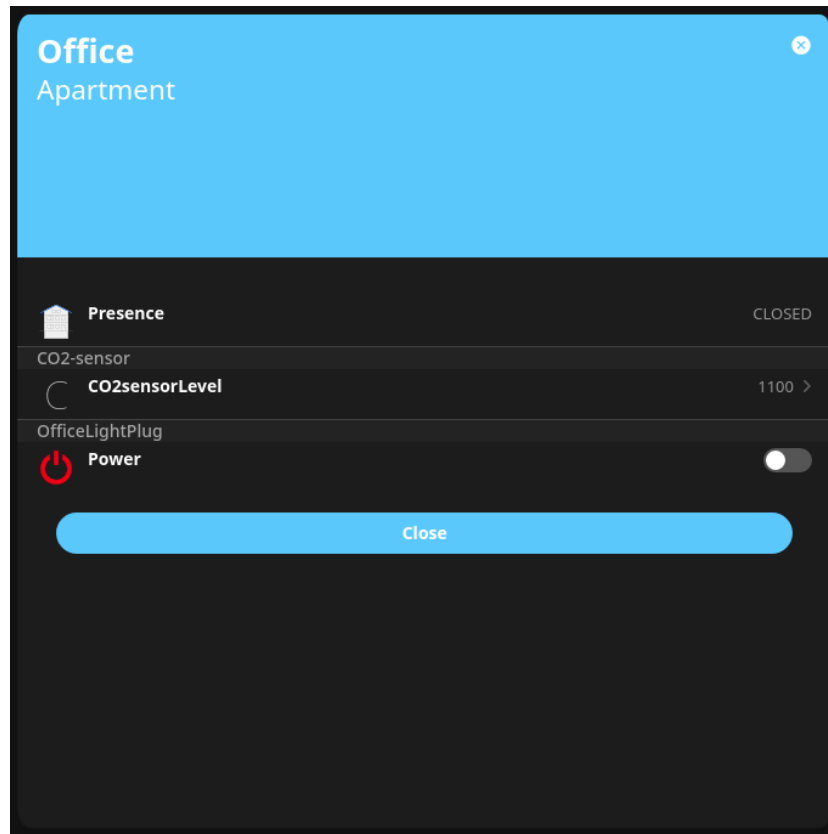 Office
Apartment
Presence CLOSED
CO2-sensor
CO2sensorLevel 1100
OfficeLightPlug
Power
Close